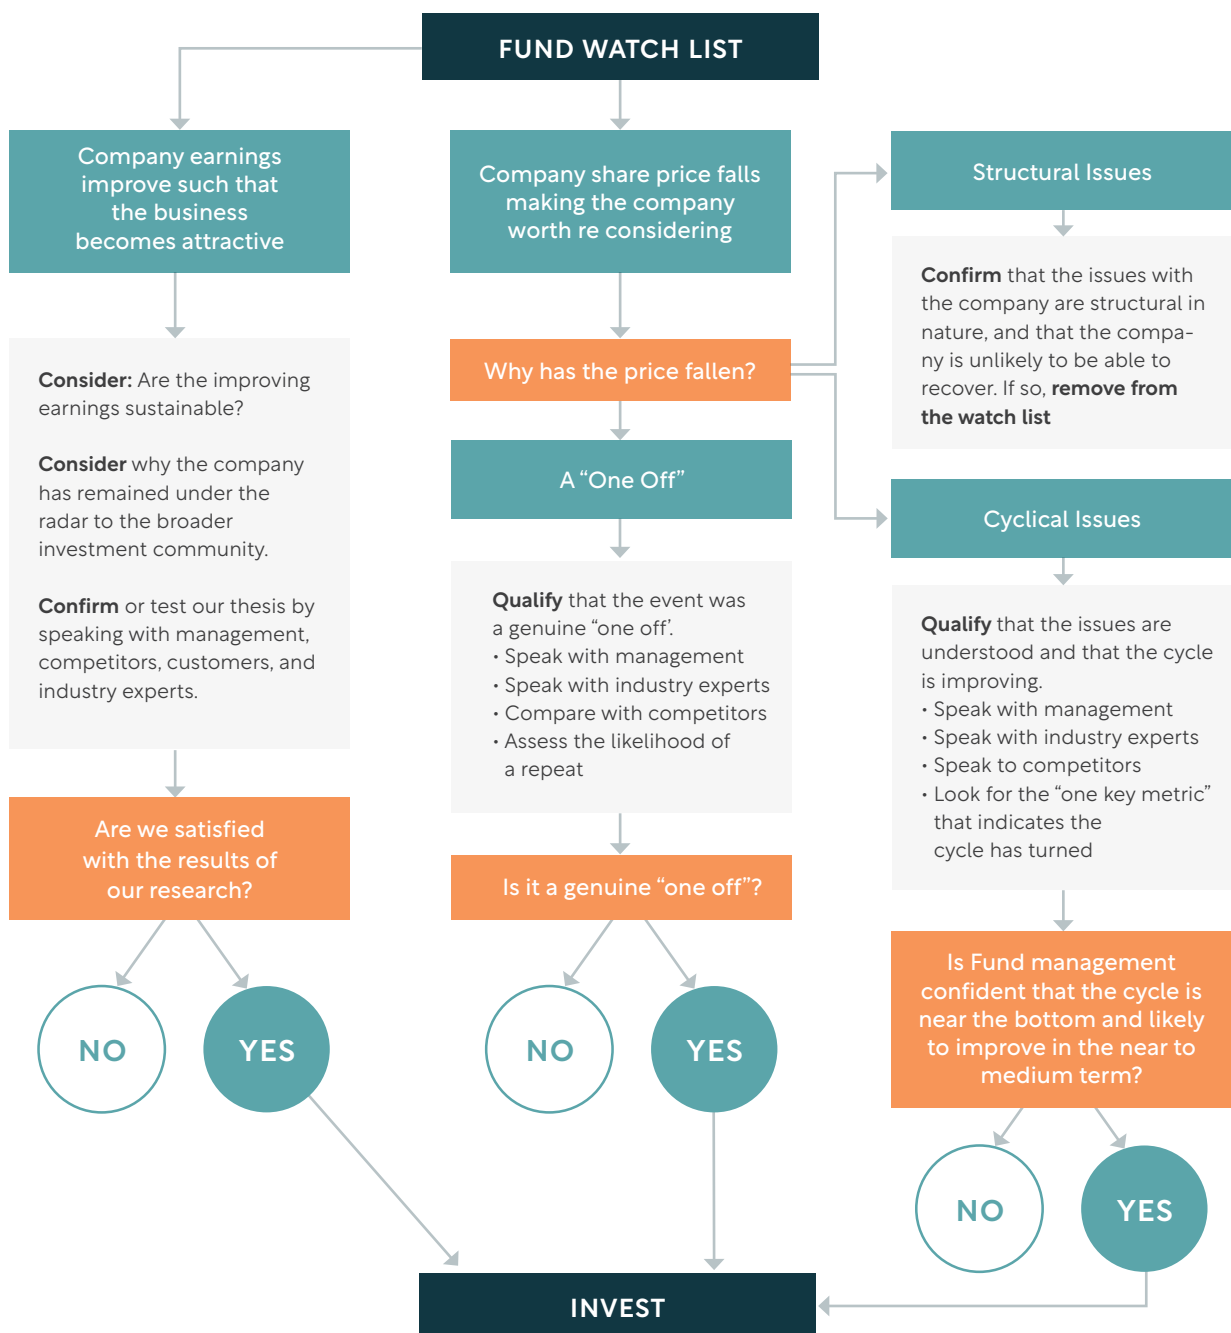 FUND WATCH LIST
Company earnings
improve such that
the business
becomes attractive
Consider: Are the improving
earnings sustainable?
Consider why the company
has remained under the
radar to the broader
investment community.
Confirm or test our thesis by
speaking with management,
competitors, customers, and
industry experts.
Are we satisfied
with the results of
our research?
NO
YES
Company share price falls
making the company
worth re considering
Why has the price fallen?
A “One Off”
Qualify that the event was
a genuine “one off’.
• Speak with management
• Speak with industry experts
• Compare with competitors
• Assess the likelihood of
a repeat
Is it a genuine “one off”?
NO
YES
Structural Issues
Confirm that the issues with
the company are structural in
nature, and that the compa-
ny is unlikely to be able to
recover. If so, remove from
the watch list
Cyclical Issues
Qualify that the issues are
understood and that the cycle
is improving.
• Speak with management
• Speak with industry experts
• Speak to competitors
• Look for the “one key metric”
that indicates the
cycle has turned
Is Fund management
confident that the cycle is
near the bottom and likely
to improve in the near to
medium term?
NO
YES
INVEST